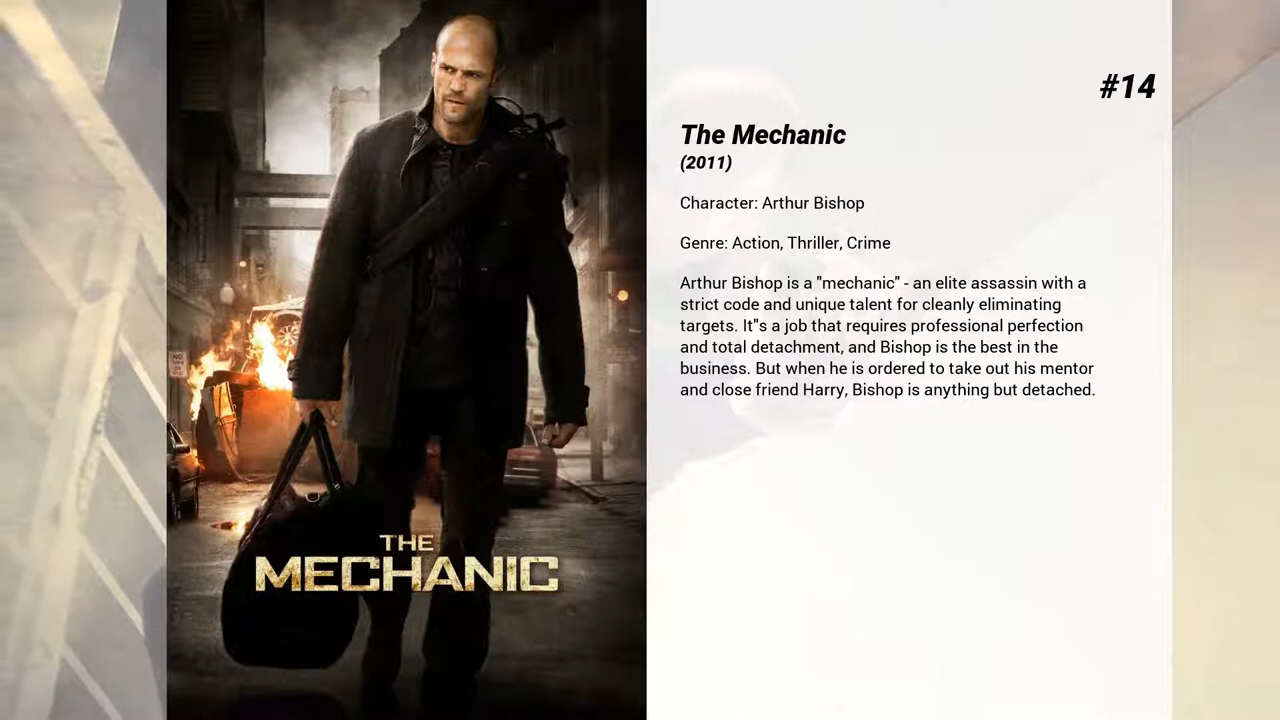 THE
MECHANIC
#14
The Mechanic
(2011)
Character: Arthur Bishop
Genre: Action, Thriller, Crime
Arthur Bishop is a "mechanic" - an elite assassin with a
strict code and unique talent for cleanly eliminating
targets. It"s a job that requires professional perfection
and total detachment, and Bishop is the best in the
business. But when he is ordered to take out his mentor
and close friend Harry, Bishop is anything but detached.